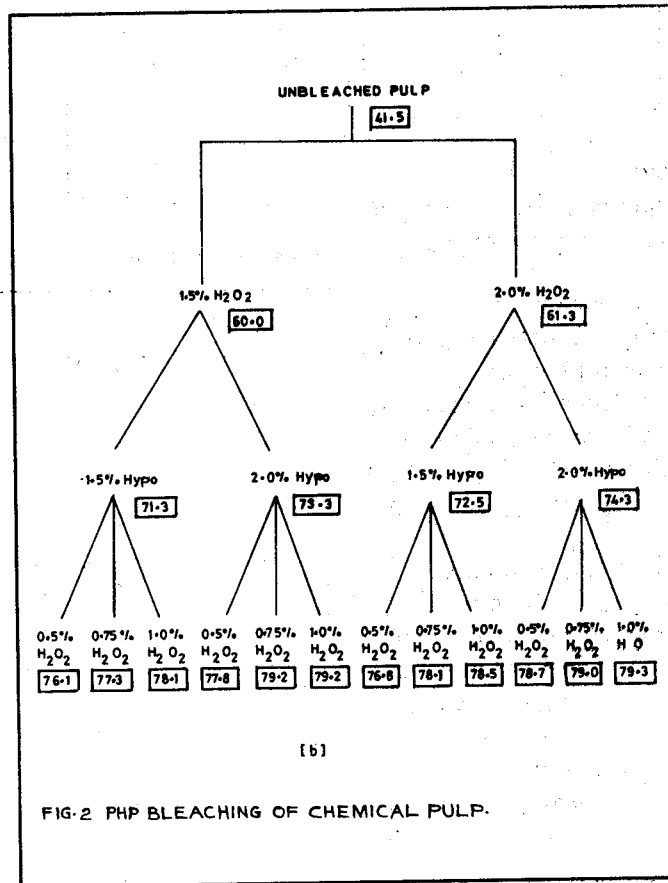 UNBLEACHED PULP
41·5
1·5% H2O2 2·0% H2O2
60·0 61·3
1·5% Hypo 2·0% Hypo 1·5% Hypo 2·0% Hypo
71·3 73·3 72·5 74·3
0·5% 0·75% 1·0% 0·5% 0·75% 1·0% 0·5% 0·75% 1·0% 0·5% 0·75% 1·0%
H2O2 H2O2 H2O2 H2O2 H2O2 H2O2 H2O2 H2O2 H2O2 H2O2 H2O2 H O
76·1 77·3 78·1 77·8 79·2 79·2 76·8 78·1 78·5 78·7 79·0 79·3
[b]
FIG·2 PHP BLEACHING OF CHEMICAL PULP.